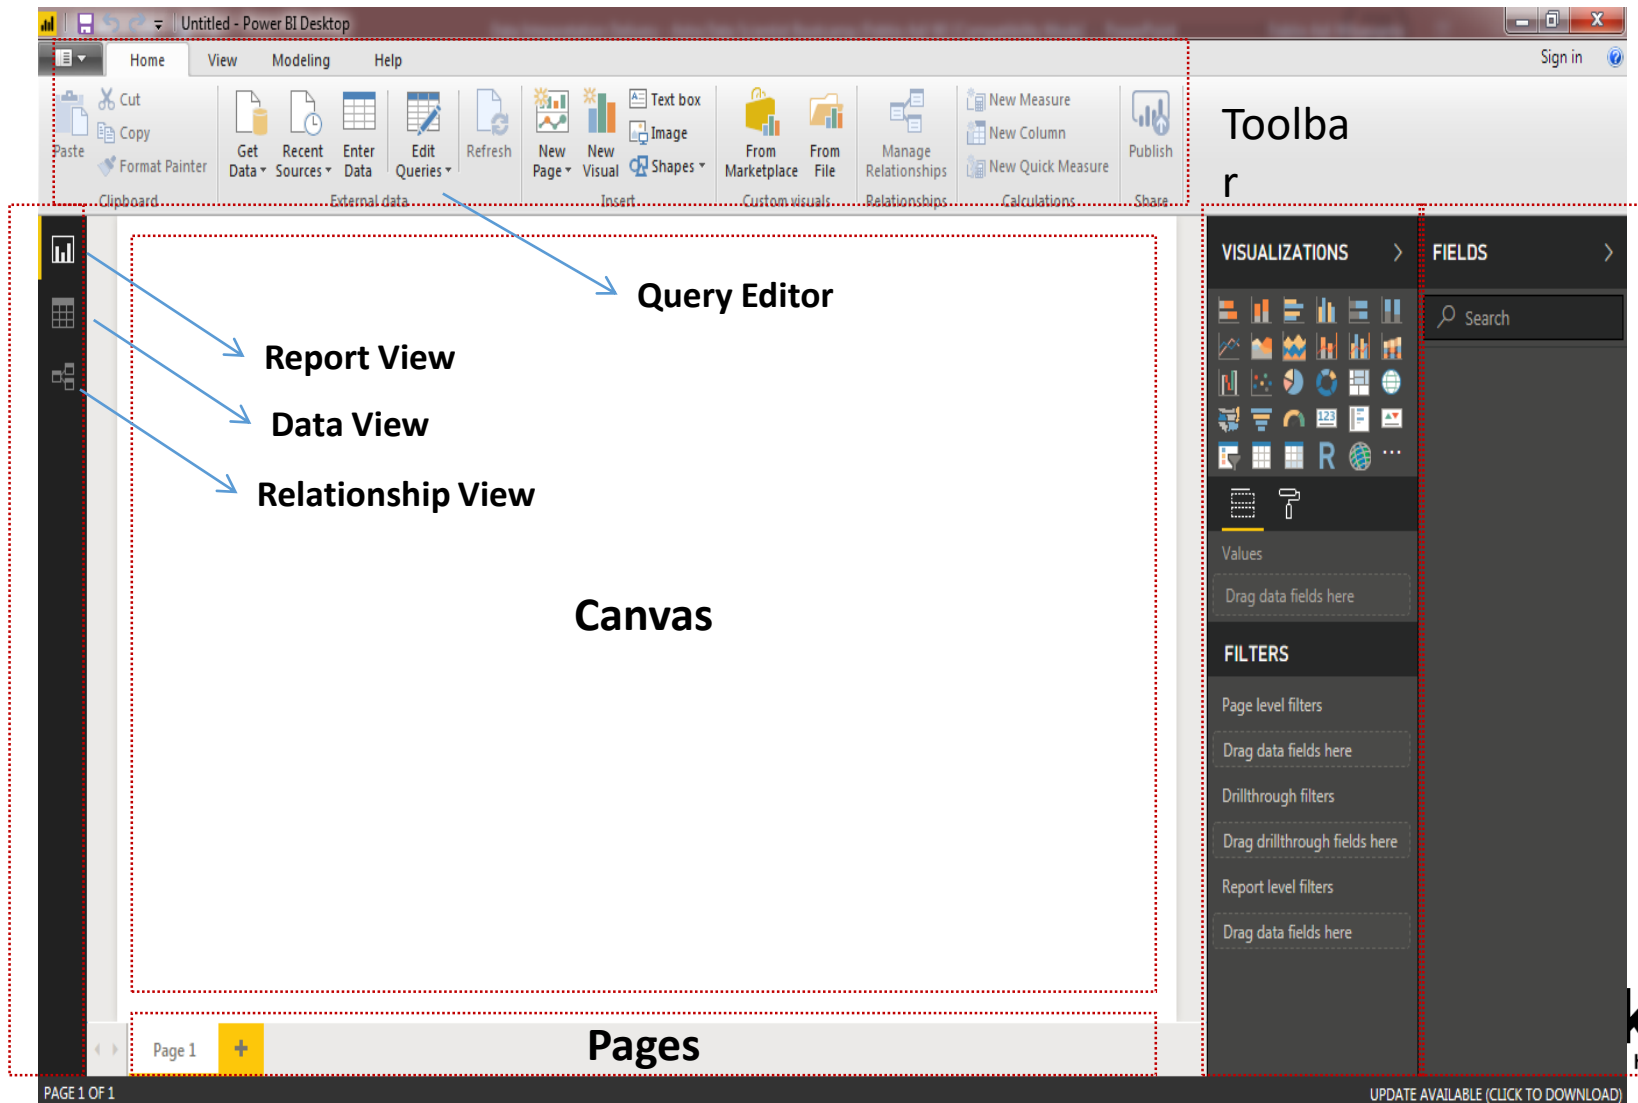 Untitled - Power BI Desktop
Home View Modeling Help Sign in
Paste
Cut
Copy
Format Painter
Clipboard
Get Data
Recent Sources
Enter Data
Edit Queries
Refresh
External data
New Page
New Visual
Text box
Image
Shapes
Insert
From Marketplace
From File
Custom visuals
Manage Relationships
Relationships
New Measure
New Column
New Quick Measure
Calculations
Publish
Share
Toolba
r
Query Editor
Report View
Data View
Relationship View
Canvas
VISUALIZATIONS
123
R
Values
Drag data fields here
FILTERS
Page level filters
Drag data fields here
Drillthrough filters
Drag drillthrough fields here
Report level filters
Drag data fields here
FIELDS
Search
Page 1
Pages
PAGE 1 OF 1
UPDATE AVAILABLE (CLICK TO DOWNLOAD)